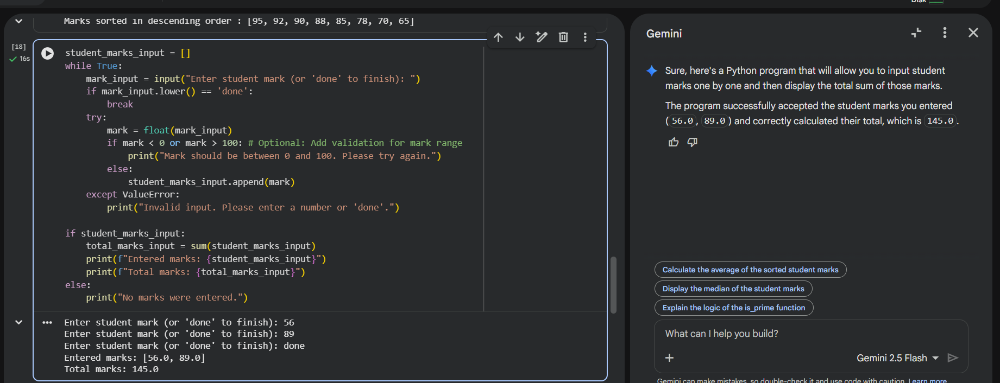 Disk
Marks sorted in descending order : [95, 92, 90, 88, 85, 78, 70, 65]
[18]
16s
student_marks_input = []
while True:
    mark_input = input("Enter student mark (or 'done' to finish): ")
    if mark_input.lower() == 'done':
        break
    try:
        mark = float(mark_input)
        if mark < 0 or mark > 100: # Optional: Add validation for mark range
            print("Mark should be between 0 and 100. Please try again.")
        else:
            student_marks_input.append(mark)
    except ValueError:
        print("Invalid input. Please enter a number or 'done'.")
if student_marks_input:
    total_marks_input = sum(student_marks_input)
    print(f"Entered marks: {student_marks_input}")
    print(f"Total marks: {total_marks_input}")
else:
    print("No marks were entered.")
Enter student mark (or 'done' to finish): 56
Enter student mark (or 'done' to finish): 89
Enter student mark (or 'done' to finish): done
Entered marks: [56.0, 89.0]
Total marks: 145.0
Gemini
Sure, here's a Python program that will allow you to input student
marks one by one and then display the total sum of those marks.
The program successfully accepted the student marks you entered
(56.0, 89.0) and correctly calculated their total, which is 145.0.
Calculate the average of the sorted student marks
Display the median of the student marks
Explain the logic of the is_prime function
What can I help you build?
Gemini 2.5 Flash
Gemini can make mistakes, so double-check it and use code with caution. Learn more